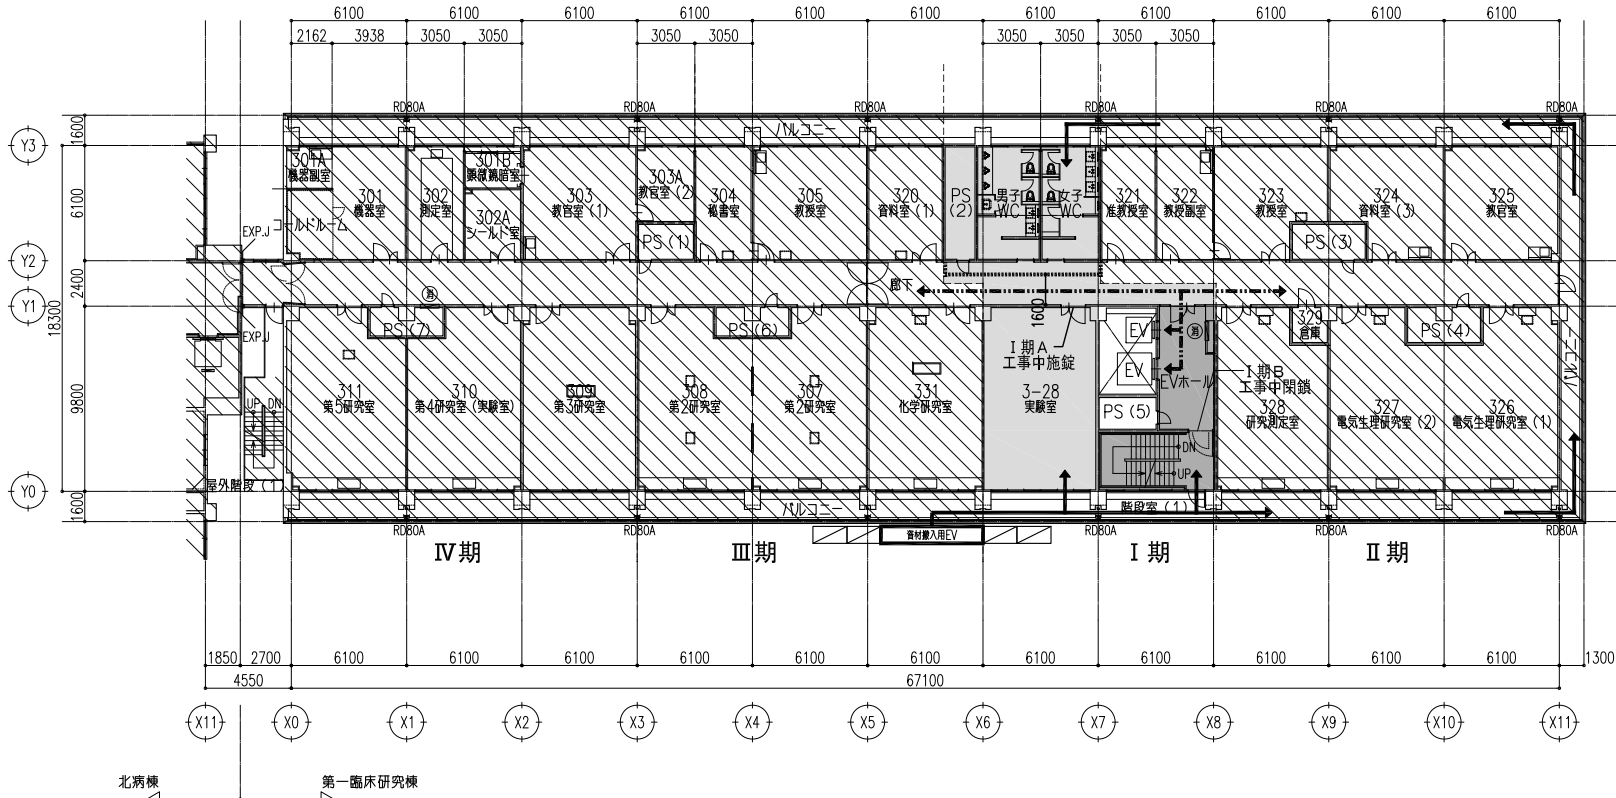 6100 6100 6100 6100 6100 6100 6100 6100 6100 6100 6100
2162 3938 3050 3050 3050 3050 3050 3050 3050 3050
RD80A RD80A RD80A RD80A RD80A
バルコニー
Y3
Y2
Y1
Y0
1600
6100
2400
18300
9800
1600
301A
機器副室
301
機器室
コールドルーム
EXP.J
302
測定室
301B
顕微鏡暗室
302A
シールド室
303
教官室(1)
303A
教官室(2)
PS(1)
304
秘書室
305
教授室
320
資料室(1)
PS
(2)
男子
WC
女子
WC
321
准教授室
322
教授副室
323
教授室
324
資料室(3)
PS(3)
325
教官室
廊下
1600
消
消
EXP.J
PS(7)
PS(6)
PS(4)
329
倉庫
Ⅰ期A
工事中施錠
Ⅰ期B
工事中閉鎖
EV
EV
EVホール
PS(5)
DN
UP
UP DN
311
第5研究室
310
第4研究室(実験室)
309
第3研究室
308
第2研究室
307
第2研究室
331
化学研究室
3-28
実験室
328
研究測定室
327
電気生理研究室(2)
326
電気生理研究室(1)
バルコニー
屋外階段(1)
バルコニー
階段室(1)
RD80A RD80A RD80A RD80A RD80A
資材搬入用EV
Ⅳ期 Ⅲ期 Ⅰ期 Ⅱ期
1850 2700 6100 6100 6100 6100 6100 6100 6100 6100 6100 6100 6100 1300
4550 67100
X11 X0 X1 X2 X3 X4 X5 X6 X7 X8 X9 X10 X11
北病棟 第一臨床研究棟